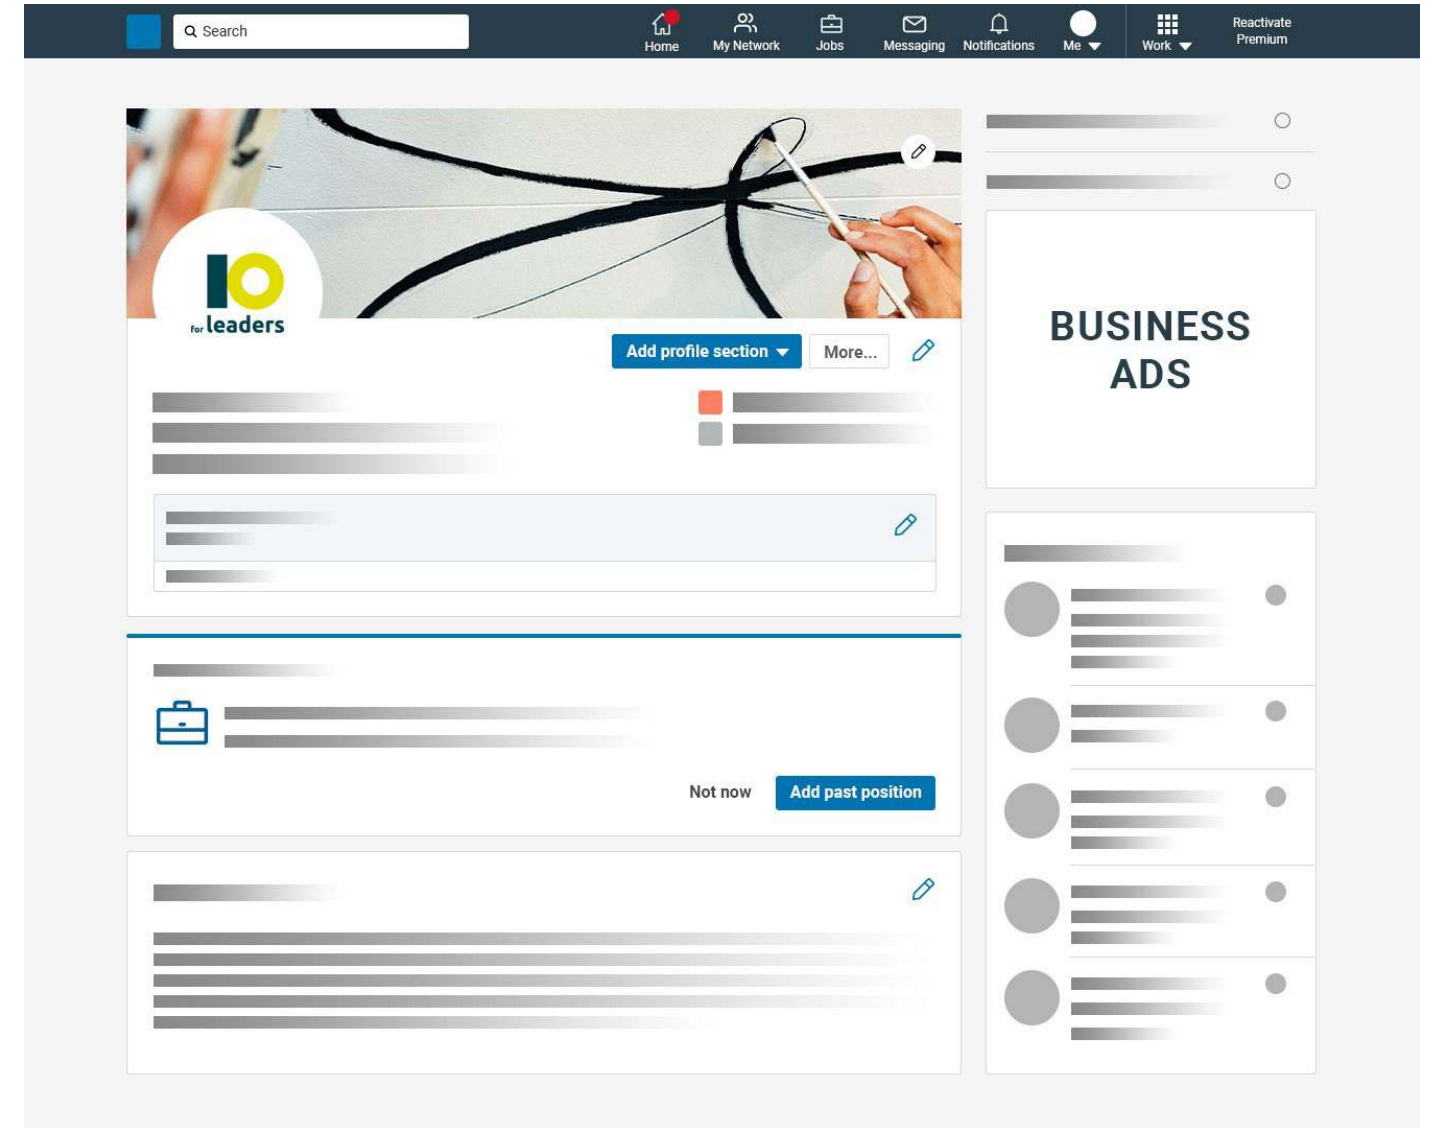 Search
Home
My Network
Jobs
Messaging
Notifications
Me
Work
Reactivate
Premium
IO
for leaders
Add profile section
More...
BUSINESS
ADS
Not now
Add past position